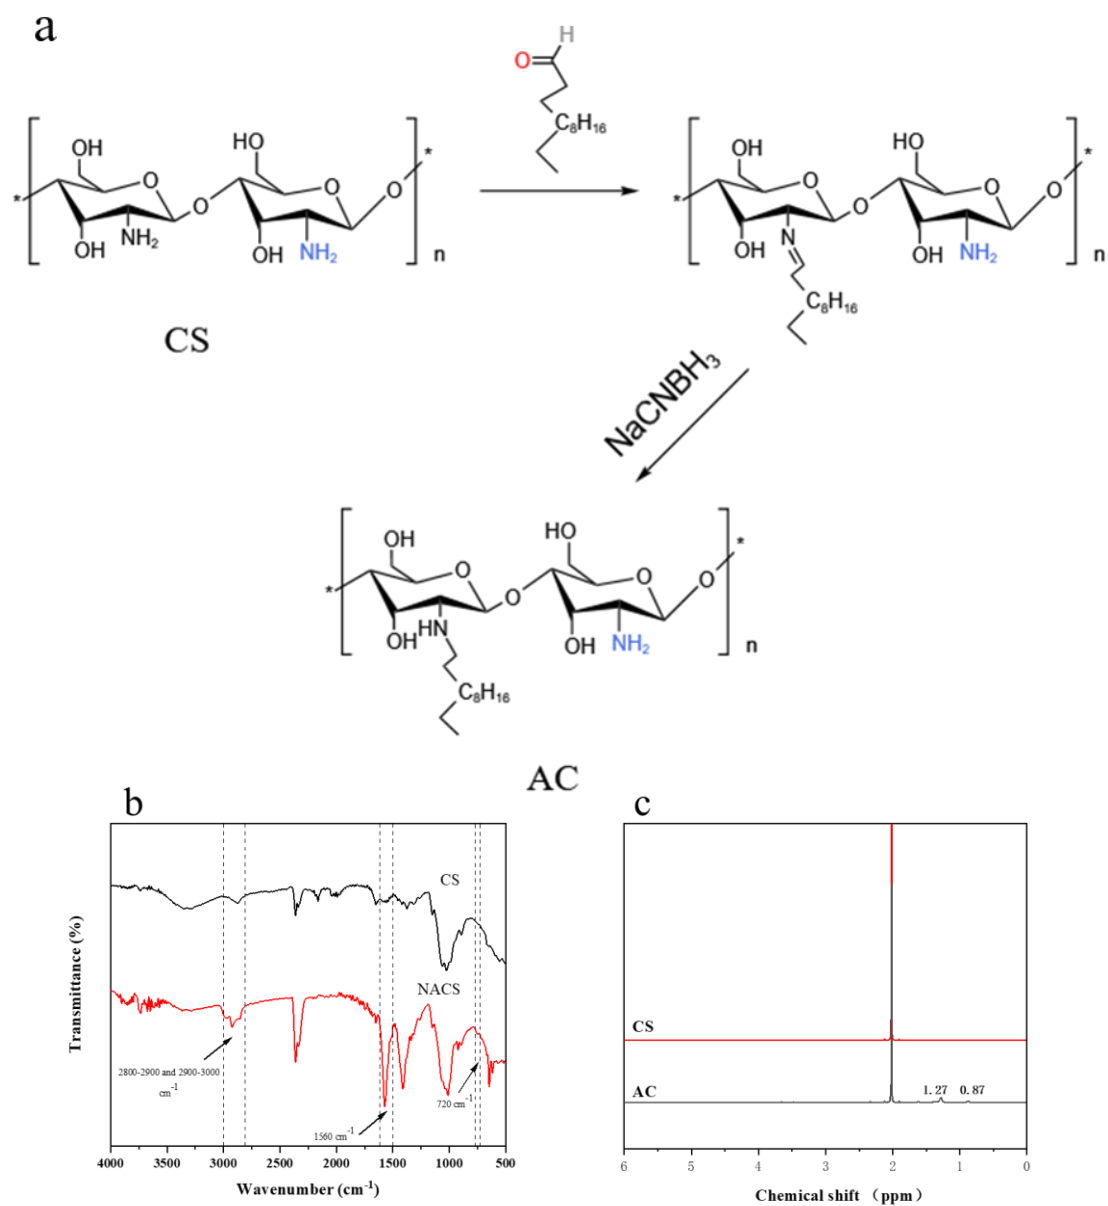 a
H
O
C8H16
OH
HO
O
O
O
O
*
*
OH
NH2
OH
NH2
n
CS
OH
HO
O
O
O
O
*
*
OH
N
OH
NH2
n
C8H16
NaCNBH3
OH
HO
O
O
O
O
*
*
OH
HN
OH
NH2
n
C8H16
AC
b
CS
NACS
2800-2900 and 2900-3000
cm-1
720 cm-1
1560 cm-1
Transmittance (%)
4000 3500 3000 2500 2000 1500 1000 500
Wavenumber (cm-1)
c
CS
AC
1.27 0.87
6 5 4 3 2 1 0
Chemical shift （ppm）